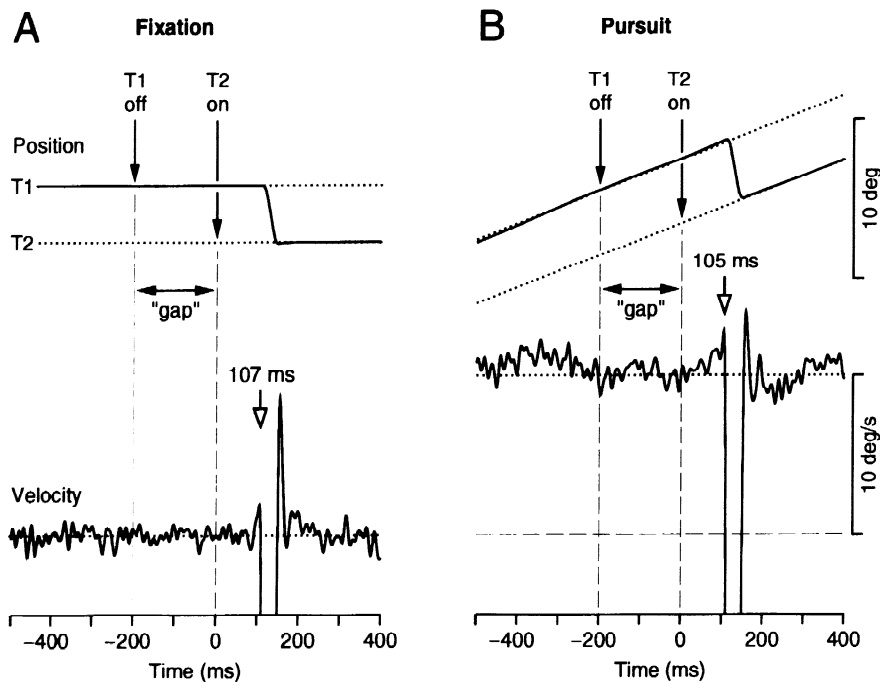 A
Fixation
T1
off
T2
on
Position
T1
T2
"gap"
107 ms
Velocity
−400
−200
0
200
400
Time (ms)
B
Pursuit
T1
off
T2
on
10 deg
105 ms
"gap"
10 deg/s
−400
−200
0
200
400
Time (ms)